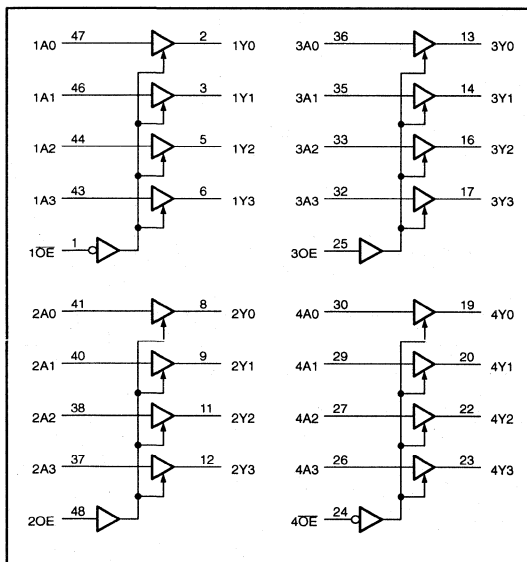 1A0 47 2 1Y0
1A1 46 3 1Y1
1A2 44 5 1Y2
1A3 43 6 1Y3
1O̅E̅ 1
3A0 36 13 3Y0
3A1 35 14 3Y1
3A2 33 16 3Y2
3A3 32 17 3Y3
3OE 25
2A0 41 8 2Y0
2A1 40 9 2Y1
2A2 38 11 2Y2
2A3 37 12 2Y3
2OE 48
4A0 30 19 4Y0
4A1 29 20 4Y1
4A2 27 22 4Y2
4A3 26 23 4Y3
4O̅E̅ 24